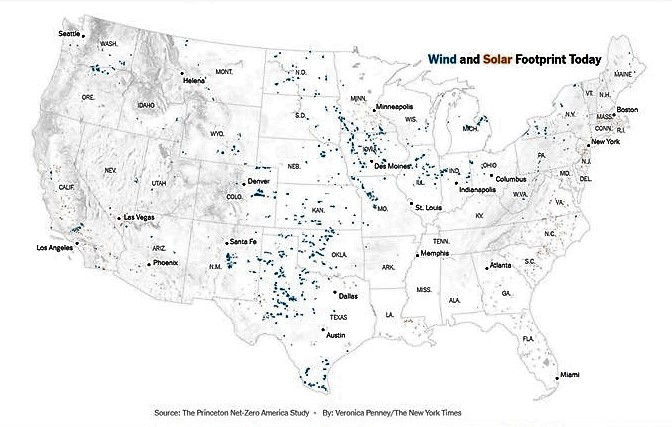 Wind and Solar Footprint Today
Seattle
WASH.
Helena
MONT.
N.D.
MINN.
Minneapolis
MAINE
VT.
N.H.
ORE.
IDAHO
S.D.
WIS.
MICH.
N.Y.
MASS.
Boston
CONN.
R.I.
WYO.
IOWA
Des Moines
New York
NEV.
UTAH
Denver
COLO.
NEB.
ILL.
IND.
OHIO
Columbus
Indianapolis
PA.
N.J.
MD.
DEL.
CALIF.
Las Vegas
KAN.
MO.
St. Louis
KY.
W.VA.
VA.
Los Angeles
ARIZ.
Phoenix
Santa Fe
N.M.
OKLA.
ARK.
TENN.
Memphis
N.C.
S.C.
Atlanta
Dallas
TEXAS
Austin
LA.
MISS.
ALA.
GA.
FLA.
Miami
Source: The Princeton Net-Zero America Study • By: Veronica Penney/The New York Times